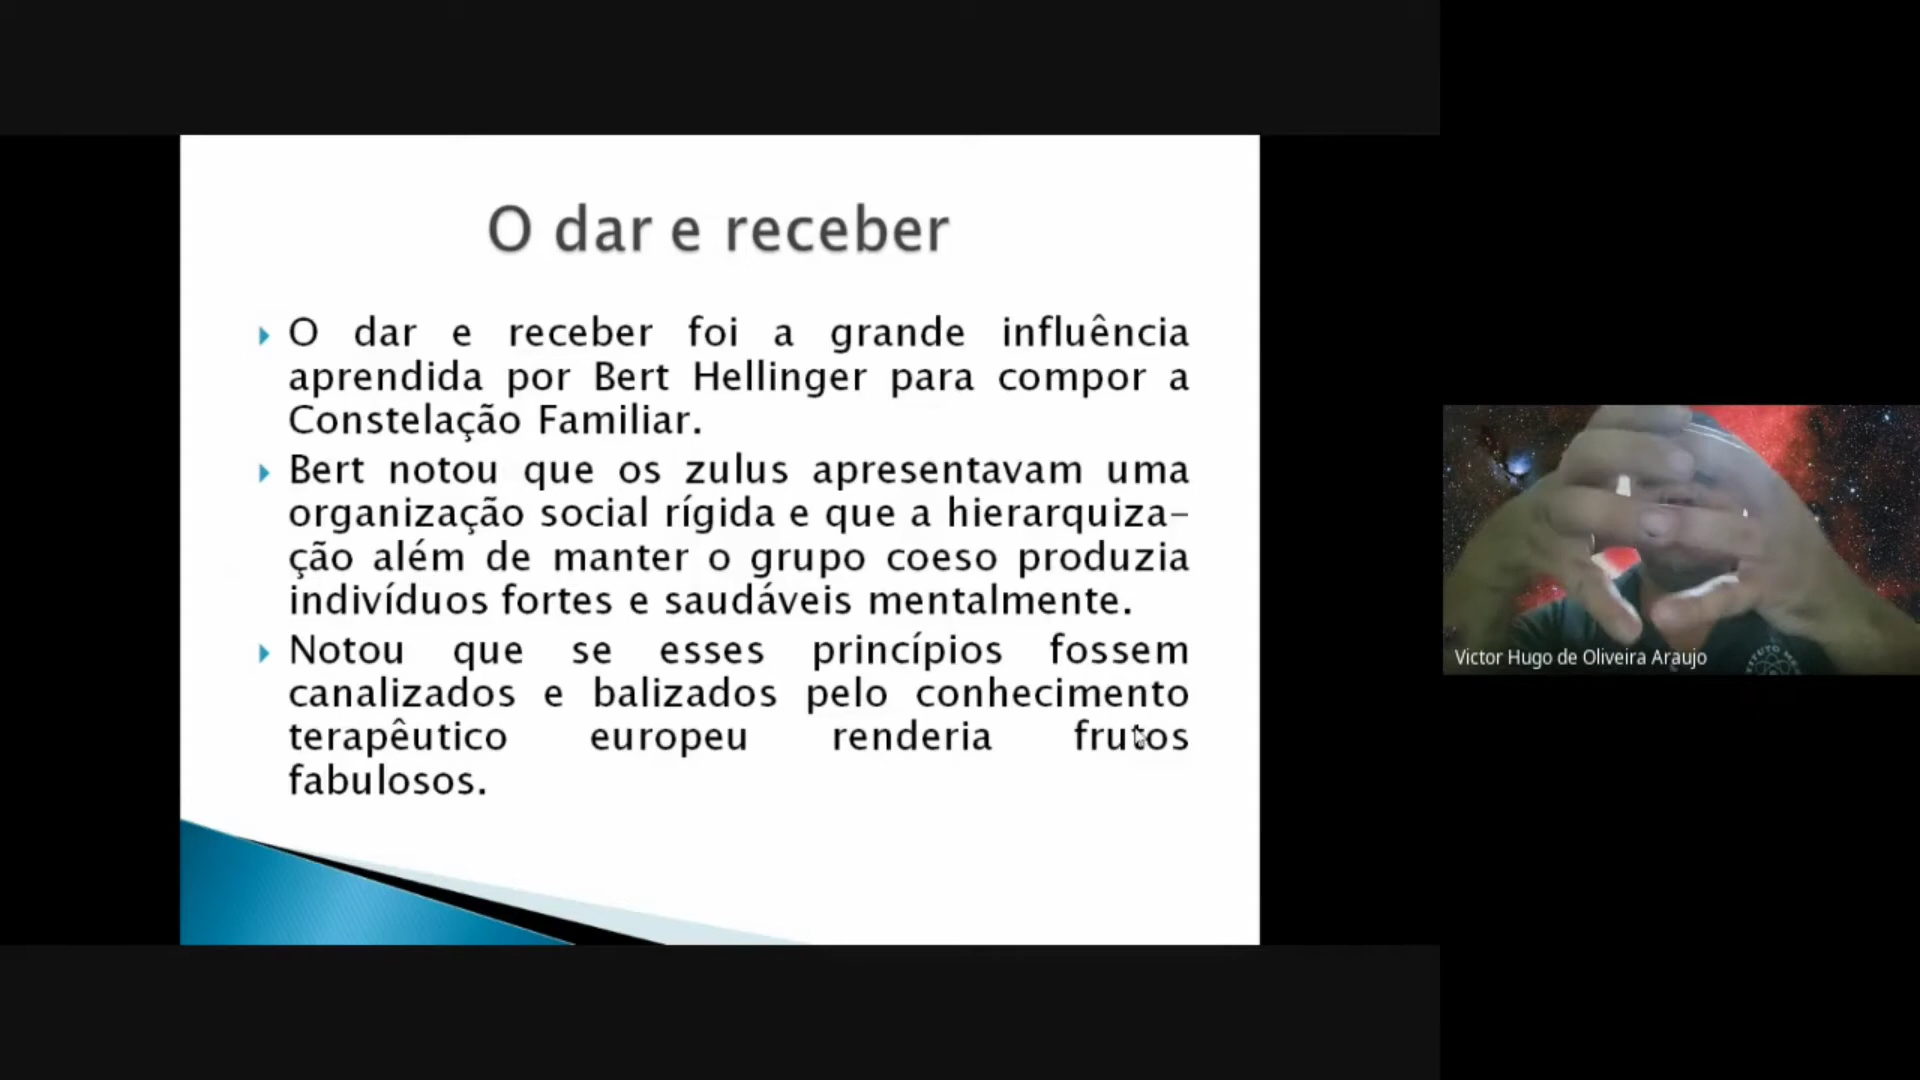 O dar e receber
O dar e receber foi a grande influência
aprendida por Bert Hellinger para compor a
Constelação Familiar.
Bert notou que os zulus apresentavam uma
organização social rígida e que a hierarquiza-
ção além de manter o grupo coeso produzia
indivíduos fortes e saudáveis mentalmente.
Notou que se esses princípios fossem
canalizados e balizados pelo conhecimento
terapêutico europeu renderia frutos
fabulosos.
Victor Hugo de Oliveira Araujo